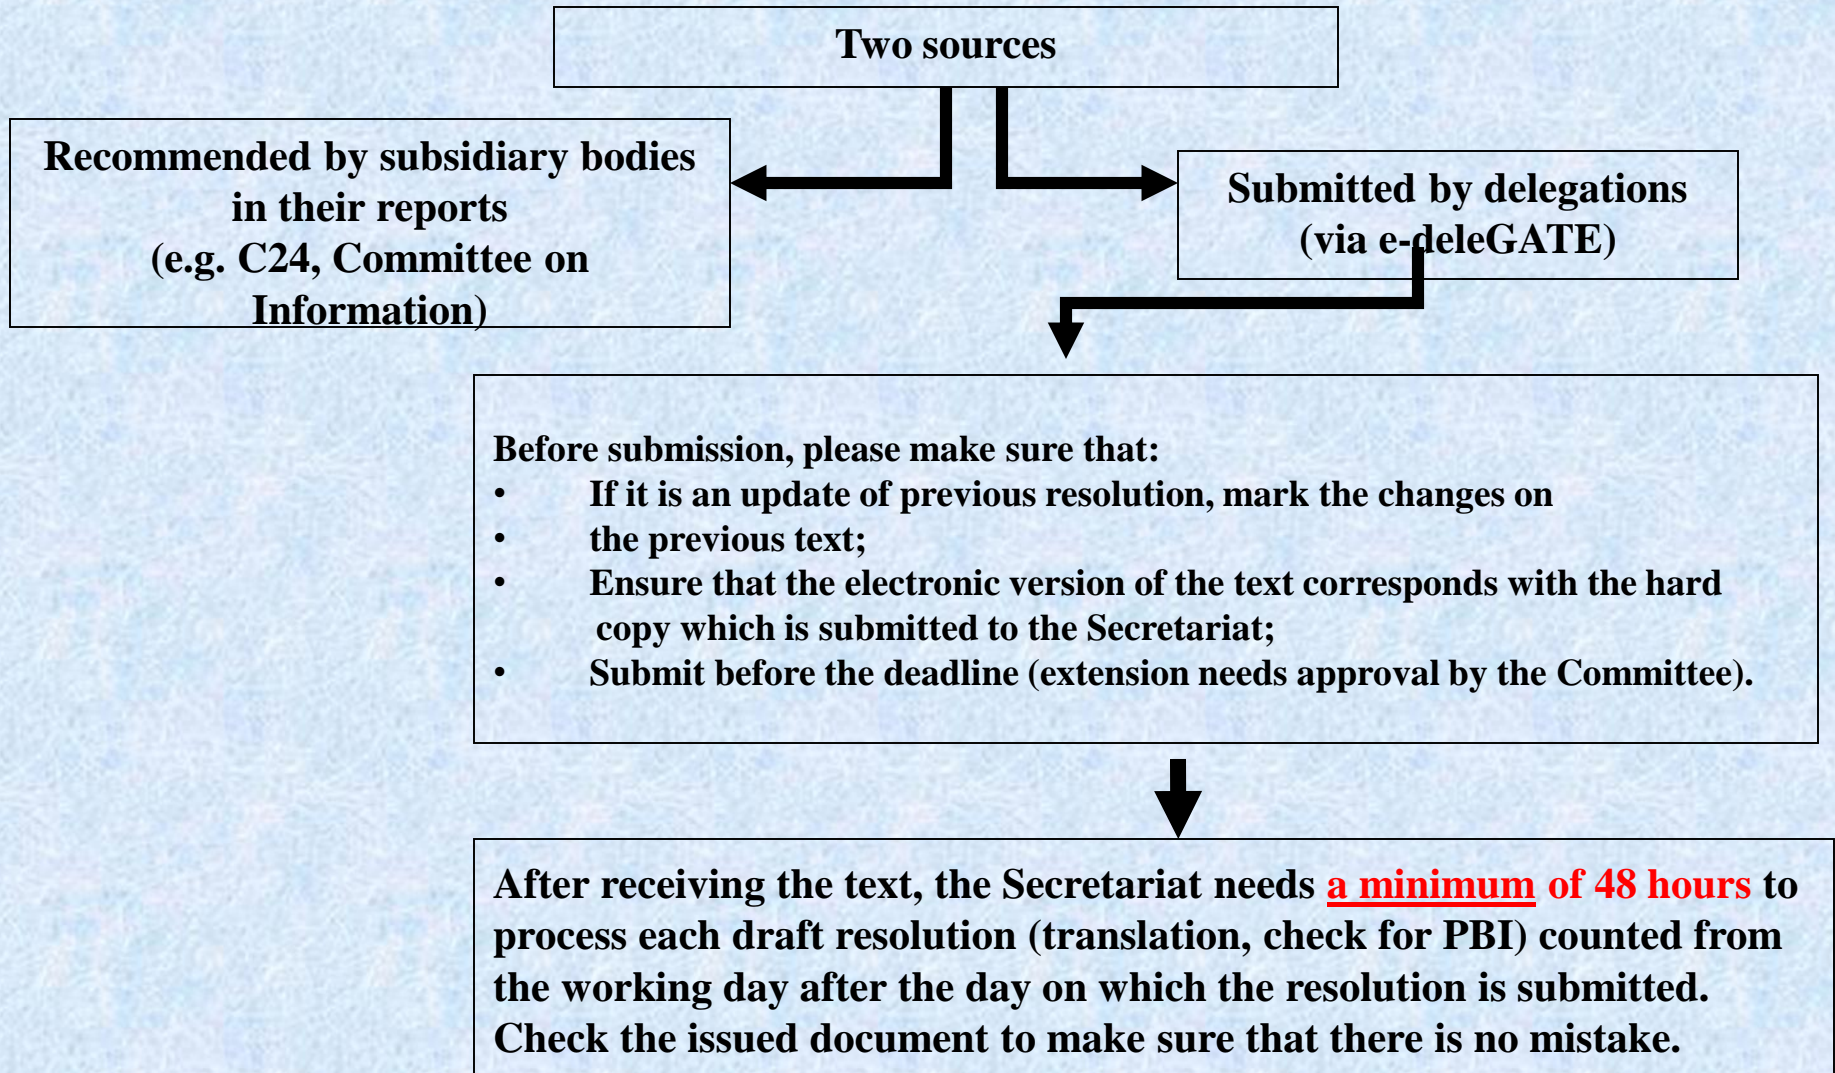 Two sources
Recommended by subsidiary bodies
in their reports
(e.g. C24, Committee on
Information)
Submitted by delegations
(via e-deleGATE)
Before submission, please make sure that:
• If it is an update of previous resolution, mark the changes on
• the previous text;
• Ensure that the electronic version of the text corresponds with the hard
copy which is submitted to the Secretariat;
• Submit before the deadline (extension needs approval by the Committee).
After receiving the text, the Secretariat needs a minimum of 48 hours to
process each draft resolution (translation, check for PBI) counted from
the working day after the day on which the resolution is submitted.
Check the issued document to make sure that there is no mistake.